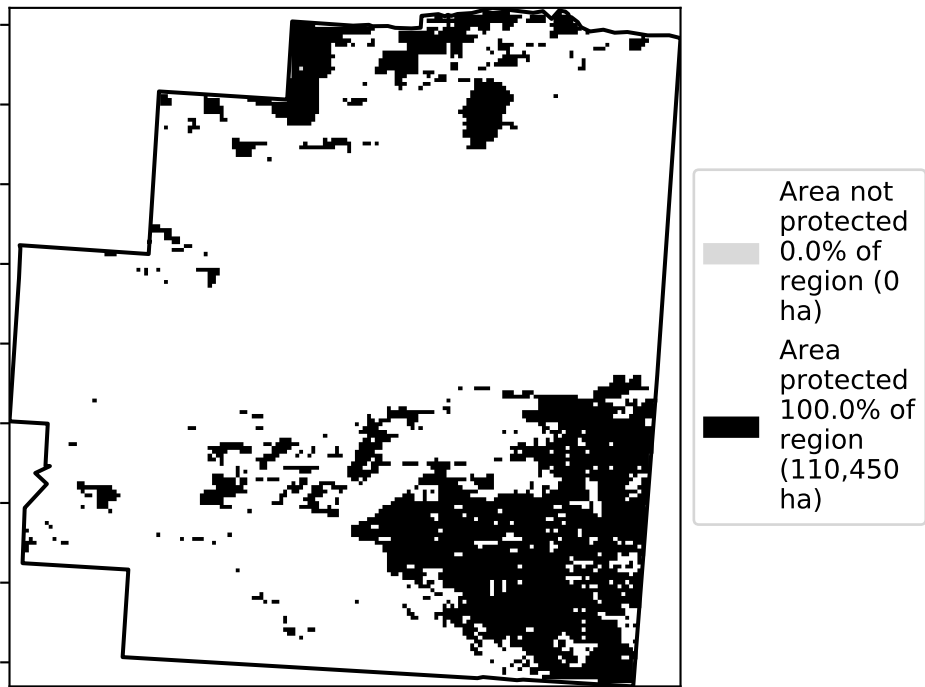 Area not
protected
0.0% of
region (0
ha)
Area
protected
100.0% of
region
(110,450
ha)